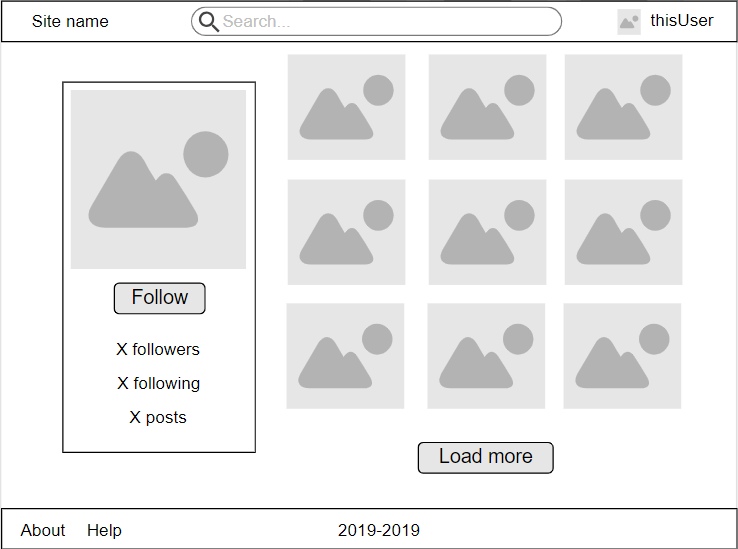 Site name
Search...
thisUser
Follow
X followers
X following
X posts
Load more
About
Help
2019-2019